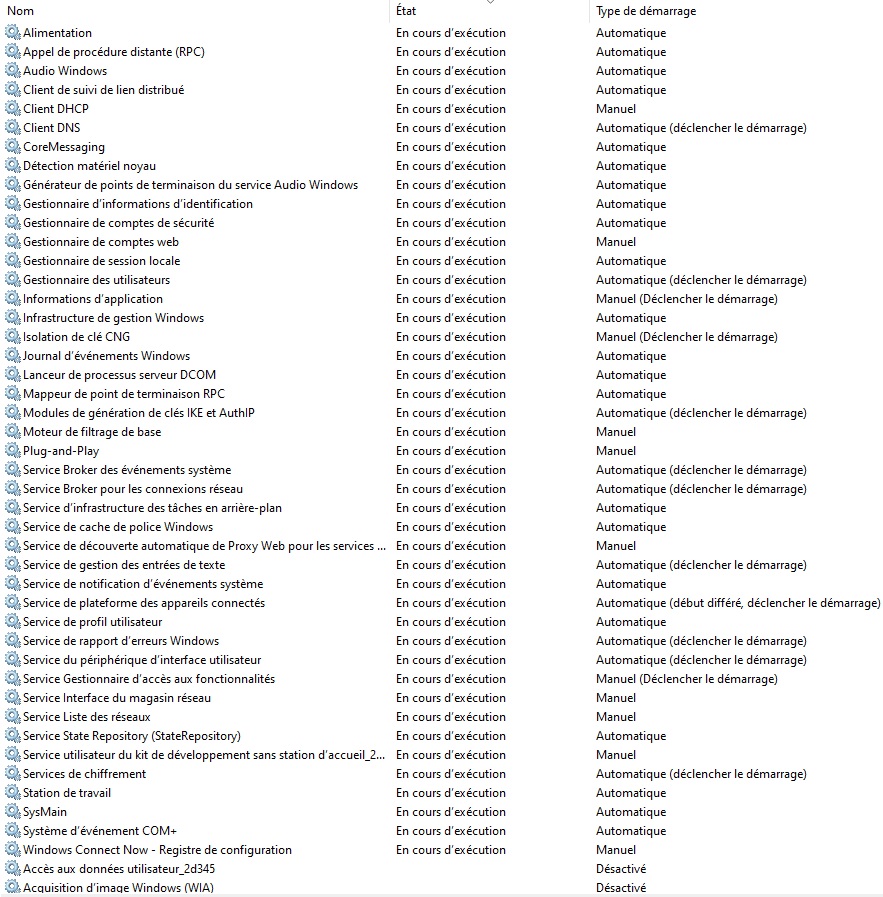 Nom État Type de démarrage
Alimentation En cours d’exécution Automatique
Appel de procédure distante (RPC) En cours d’exécution Automatique
Audio Windows En cours d’exécution Automatique
Client de suivi de lien distribué En cours d’exécution Automatique
Client DHCP En cours d’exécution Manuel
Client DNS En cours d’exécution Automatique (déclencher le démarrage)
CoreMessaging En cours d’exécution Automatique
Détection matériel noyau En cours d’exécution Automatique
Générateur de points de terminaison du service Audio Windows En cours d’exécution Automatique
Gestionnaire d’informations d’identification En cours d’exécution Automatique
Gestionnaire de comptes de sécurité En cours d’exécution Automatique
Gestionnaire de comptes web En cours d’exécution Manuel
Gestionnaire de session locale En cours d’exécution Automatique
Gestionnaire des utilisateurs En cours d’exécution Automatique (déclencher le démarrage)
Informations d’application En cours d’exécution Manuel (Déclencher le démarrage)
Infrastructure de gestion Windows En cours d’exécution Automatique
Isolation de clé CNG En cours d’exécution Manuel (Déclencher le démarrage)
Journal d’événements Windows En cours d’exécution Automatique
Lanceur de processus serveur DCOM En cours d’exécution Automatique
Mappeur de point de terminaison RPC En cours d’exécution Automatique
Modules de génération de clés IKE et AuthIP En cours d’exécution Automatique (déclencher le démarrage)
Moteur de filtrage de base En cours d’exécution Manuel
Plug-and-Play En cours d’exécution Manuel
Service Broker des événements système En cours d’exécution Automatique (déclencher le démarrage)
Service Broker pour les connexions réseau En cours d’exécution Automatique (déclencher le démarrage)
Service d’infrastructure des tâches en arrière-plan En cours d’exécution Automatique
Service de cache de police Windows En cours d’exécution Automatique
Service de découverte automatique de Proxy Web pour les services ... En cours d’exécution Manuel
Service de gestion des entrées de texte En cours d’exécution Automatique (déclencher le démarrage)
Service de notification d’événements système En cours d’exécution Automatique
Service de plateforme des appareils connectés En cours d’exécution Automatique (début différé, déclencher le démarrage)
Service de profil utilisateur En cours d’exécution Automatique
Service de rapport d’erreurs Windows En cours d’exécution Automatique (déclencher le démarrage)
Service du périphérique d’interface utilisateur En cours d’exécution Automatique (déclencher le démarrage)
Service Gestionnaire d’accès aux fonctionnalités En cours d’exécution Manuel (Déclencher le démarrage)
Service Interface du magasin réseau En cours d’exécution Manuel
Service Liste des réseaux En cours d’exécution Manuel
Service State Repository (StateRepository) En cours d’exécution Automatique
Service utilisateur du kit de développement sans station d’accueil_2... En cours d’exécution Manuel
Services de chiffrement En cours d’exécution Automatique (déclencher le démarrage)
Station de travail En cours d’exécution Automatique
SysMain En cours d’exécution Automatique
Système d’événement COM+ En cours d’exécution Automatique
Windows Connect Now - Registre de configuration En cours d’exécution Manuel
Accès aux données utilisateur_2d345 Désactivé
Acquisition d’image Windows (WIA) Désactivé